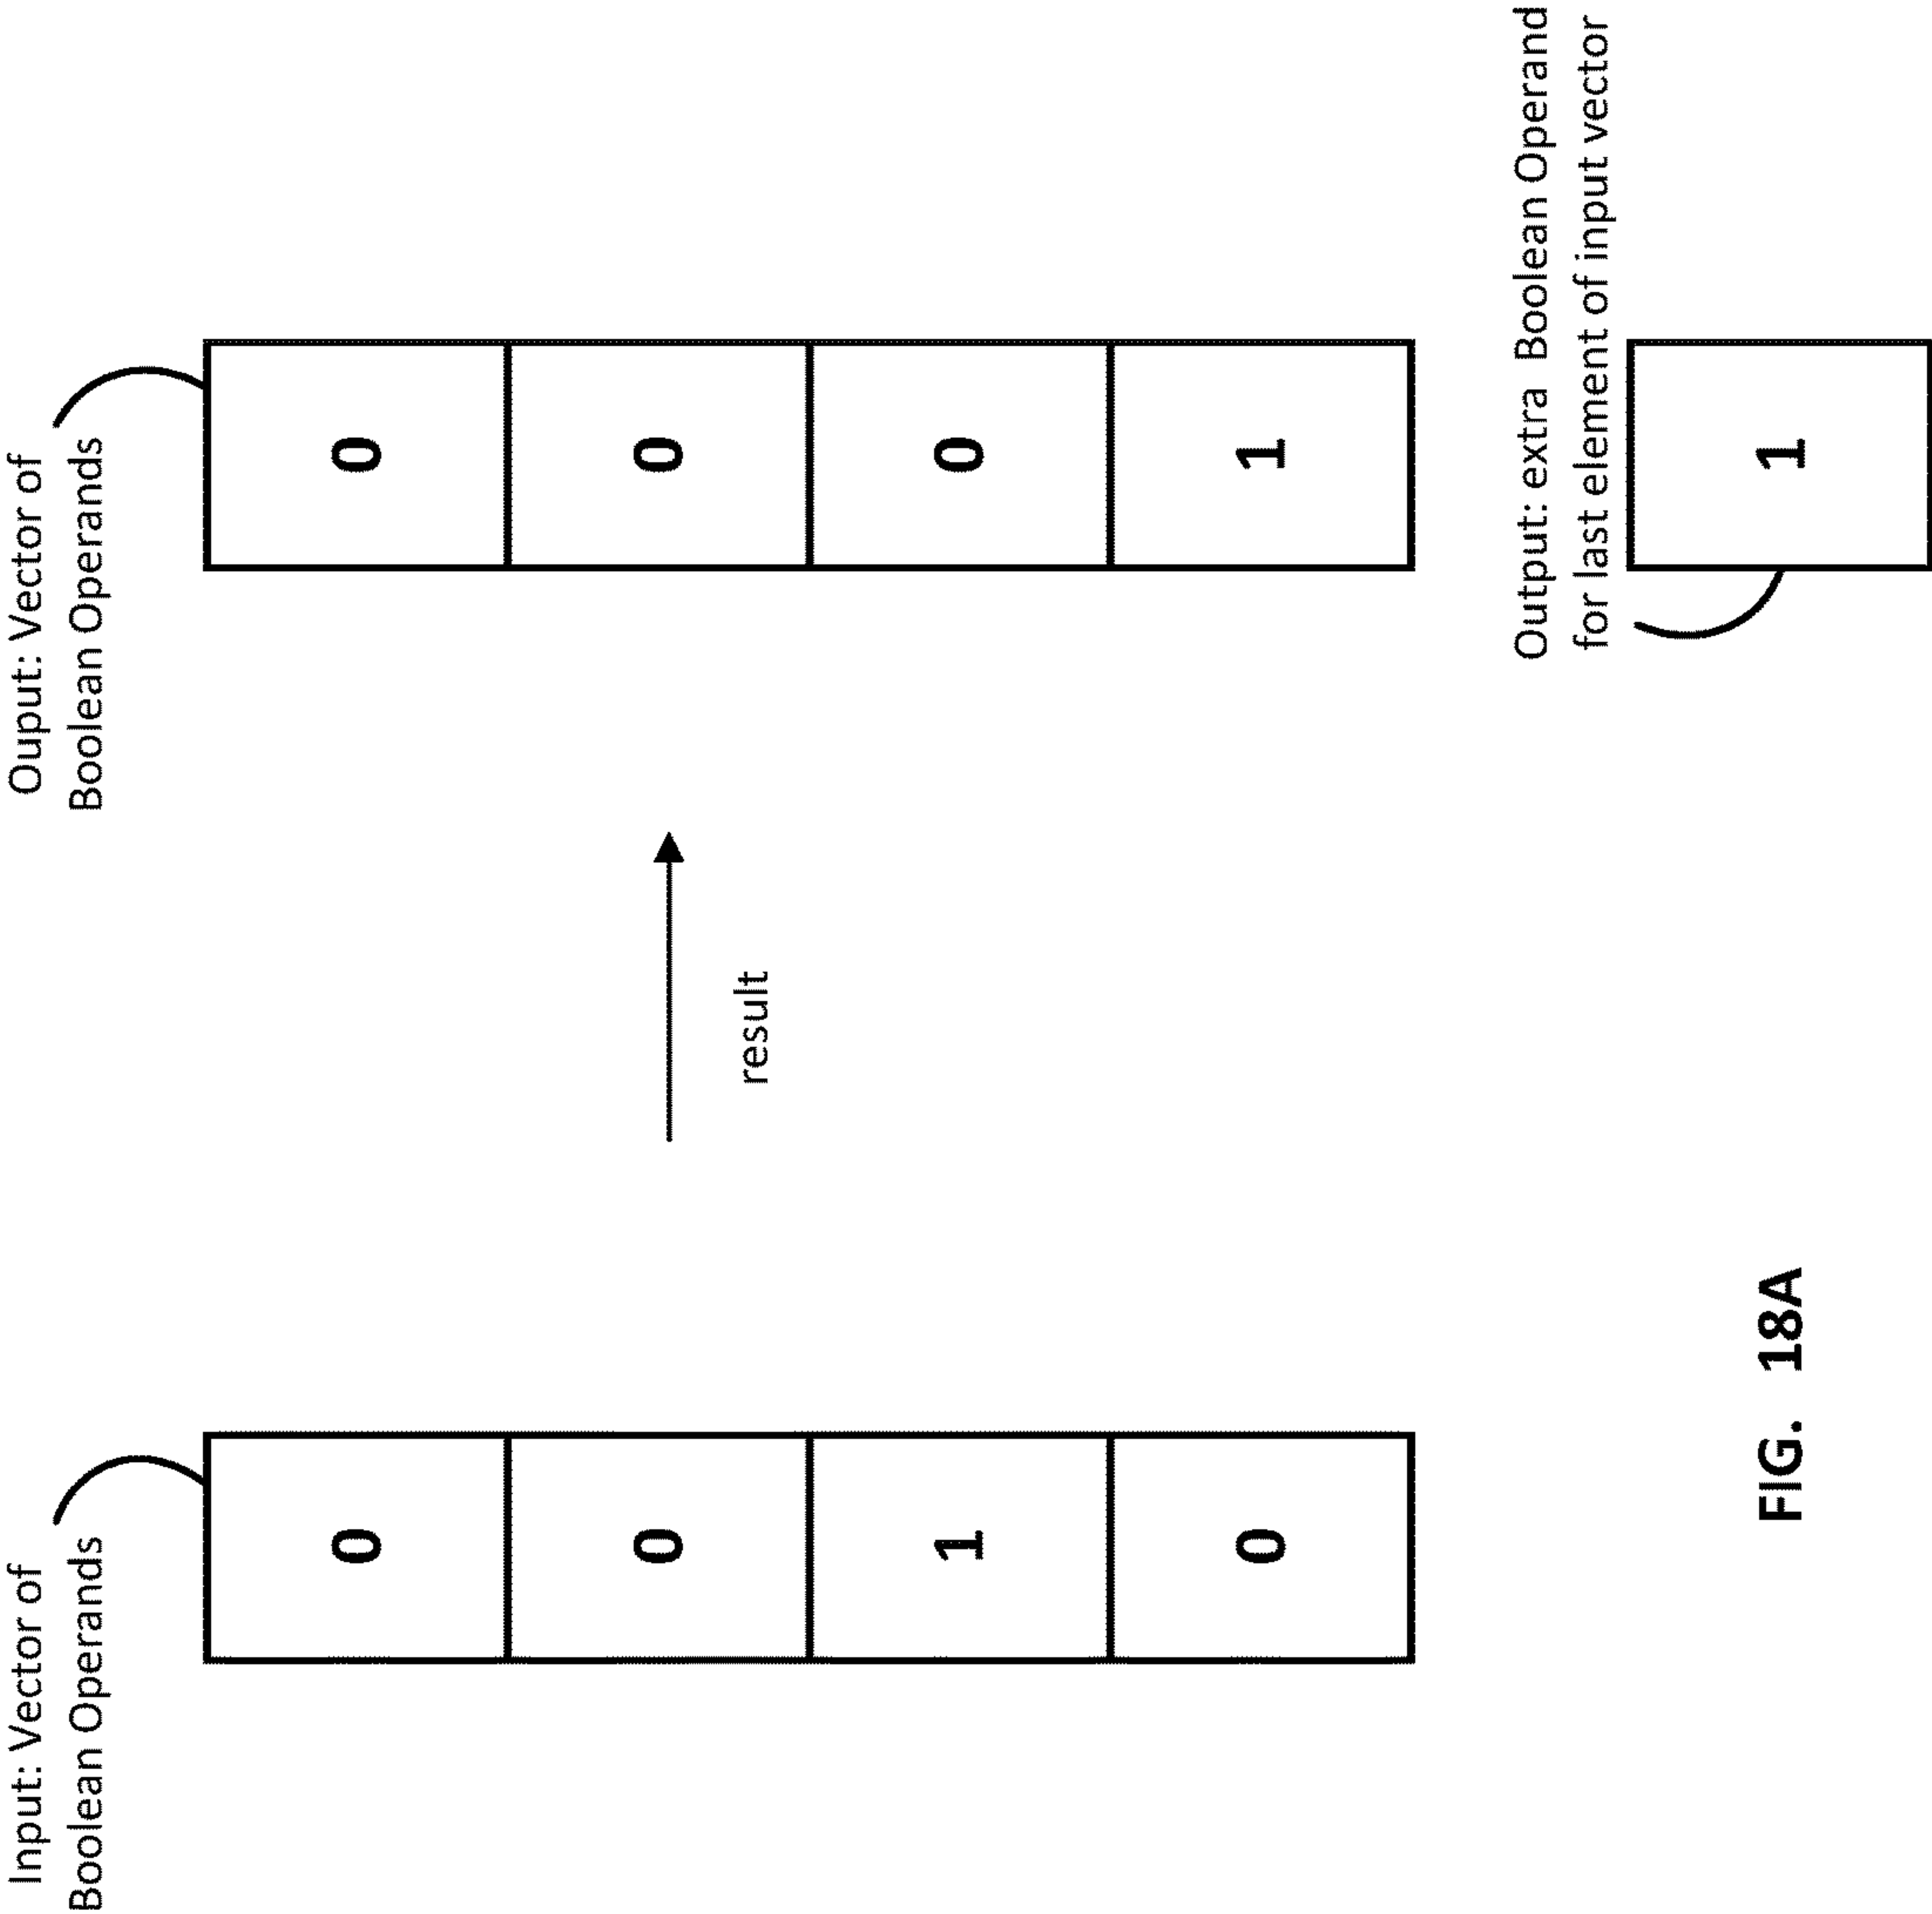 Input: Vector of
Boolean Operands
0
0
1
0
result
Ouput: Vector of
Boolean Operands
0
0
0
1
Output: extra Boolean Operand
for last element of input vector
1
FIG. 18A